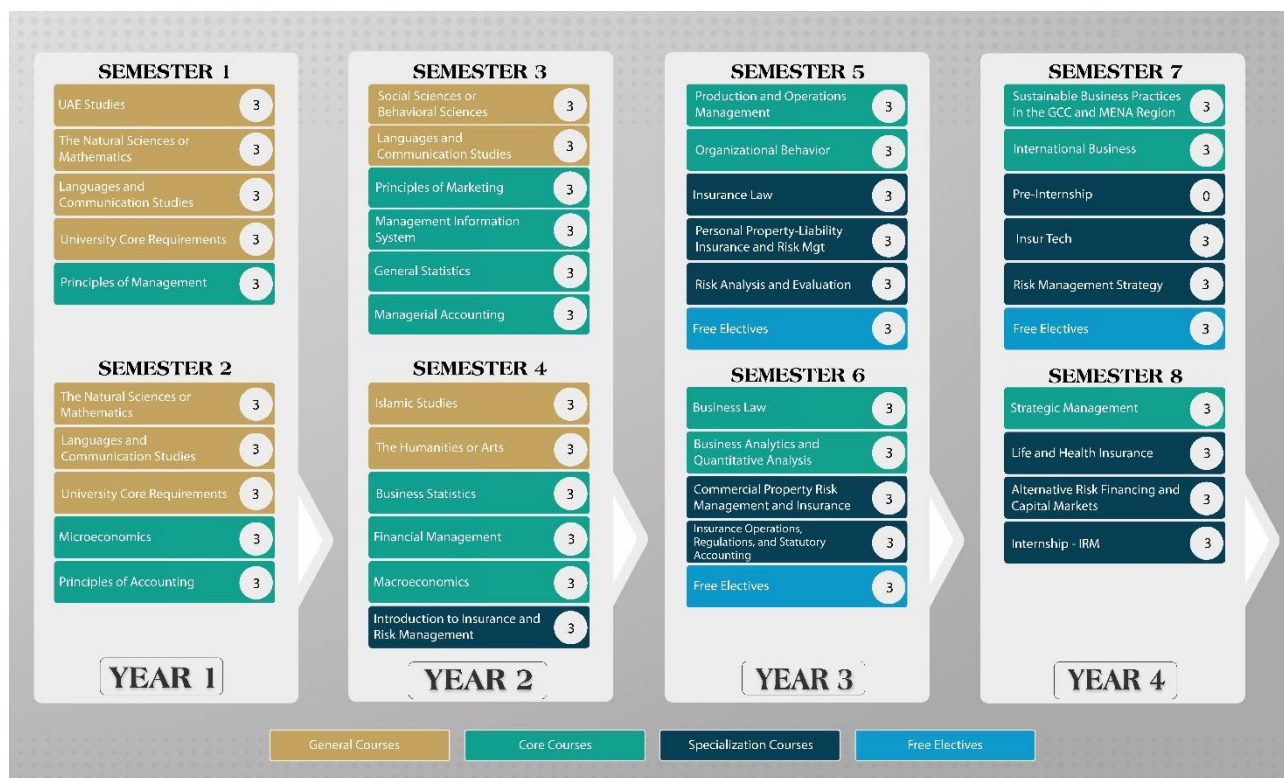 SEMESTER 1
UAE Studies
3
The Natural Sciences or
Mathematics
3
Languages and
Communication Studies
3
University Core Requirements
3
Principles of Management
3
SEMESTER 2
The Natural Sciences or
Mathematics
3
Languages and
Communication Studies
3
University Core Requirements
3
Microeconomics
3
Principles of Accounting
3
YEAR 1
SEMESTER 3
Social Sciences or
Behavioral Sciences
3
Languages and
Communication Studies
3
Principles of Marketing
3
Management Information
System
3
General Statistics
3
Managerial Accounting
3
SEMESTER 4
Islamic Studies
3
The Humanities or Arts
3
Business Statistics
3
Financial Management
3
Macroeconomics
3
Introduction to Insurance and
Risk Management
3
YEAR 2
SEMESTER 5
Production and Operations
Management
3
Organizational Behavior
3
Insurance Law
3
Personal Property-Liability
Insurance and Risk Mgt
3
Risk Analysis and Evaluation
3
Free Electives
3
SEMESTER 6
Business Law
3
Business Analytics and
Quantitative Analysis
3
Commercial Property Risk
Management and Insurance
3
Insurance Operations,
Regulations, and Statutory
Accounting
3
Free Electives
3
YEAR 3
SEMESTER 7
Sustainable Business Practices
in the GCC and MENA Region
3
International Business
3
Pre-Internship
0
Insur Tech
3
Risk Management Strategy
3
Free Electives
3
SEMESTER 8
Strategic Management
3
Life and Health Insurance
3
Alternative Risk Financing and
Capital Markets
3
Internship - IRM
3
YEAR 4
General Courses
Core Courses
Specialization Courses
Free Electives